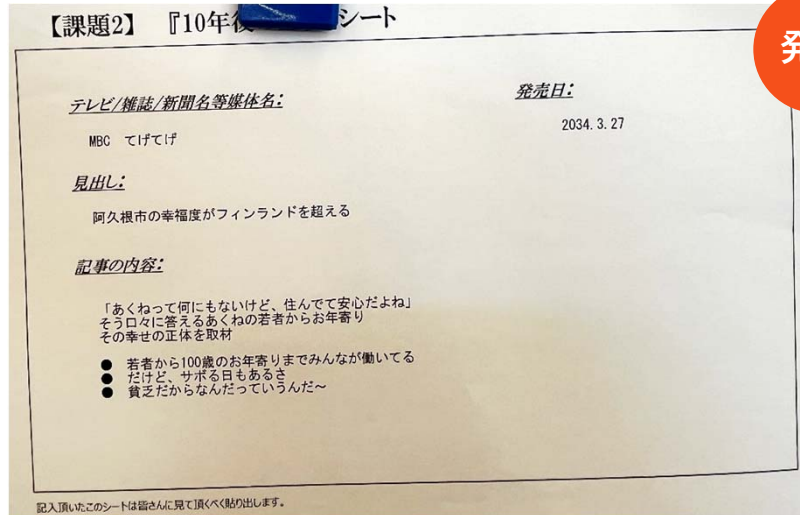 【課題2】 『10年後 シート
発
テレビ/雑誌/新聞名等媒体名:
発売日:
MBC てげてげ
2034. 3. 27
見出し:
阿久根市の幸福度がフィンランドを超える
記事の内容:
「あくねって何にもないけど、住んでて安心だよね」
そう口々に答えるあくねの若者からお年寄り
その幸せの正体を取材
● 若者から100歳のお年寄りまでみんなが働いてる
● だけど、サボる日もあるさ
● 貧乏だからなんだっていうんだ～
記入頂いたこのシートは皆さんに見て頂くべく貼り出します。